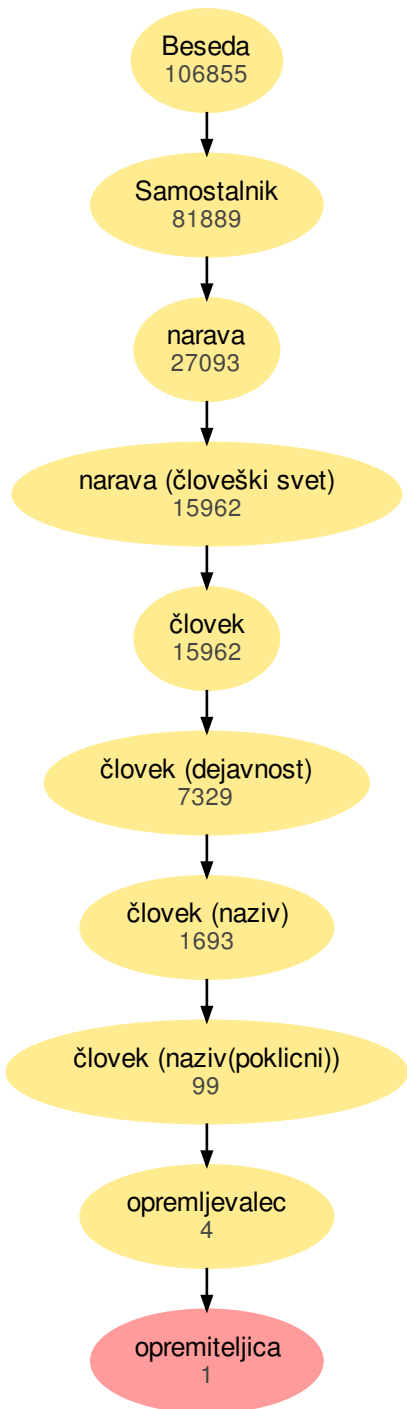 Beseda
106855
Samostalnik
81889
narava
27093
narava (človeški svet)
15962
človek
15962
človek (dejavnost)
7329
človek (naziv)
1693
človek (naziv(poklicni))
99
opremljevalec
4
opremiteljica
1